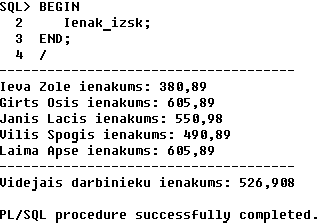 SQL> BEGIN
2 Ienak_izsk;
3 END;
4 /
-----------------------------------
Ieva Zole ienakums: 380,89
Girts Osis ienakums: 605,89
Janis Lacis ienakums: 550,98
Vilis Spogis ienakums: 490,89
Laima Apse ienakums: 605,89
-----------------------------------
Videjais darbinieku ienakums: 526,908
PL/SQL procedure successfully completed.